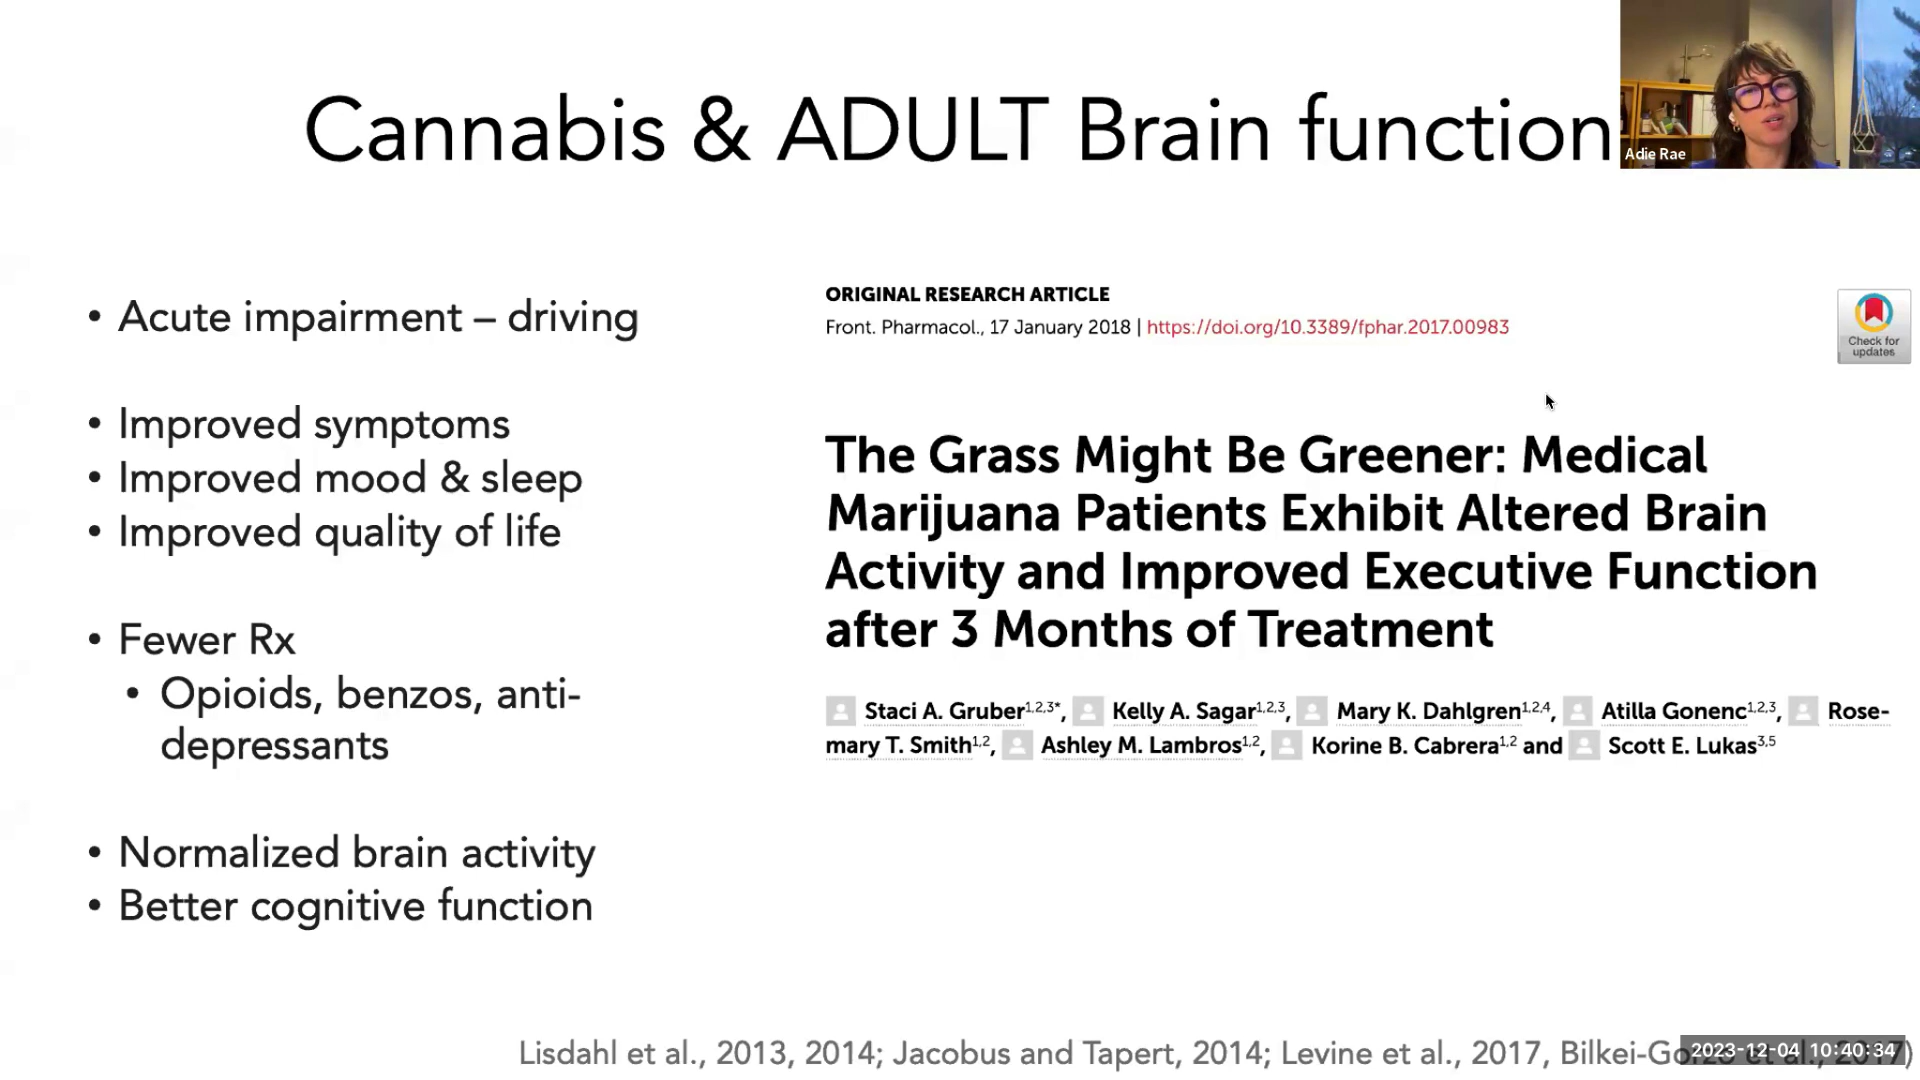 Cannabis & ADULT Brain function
Adie Rae
• Acute impairment – driving
• Improved symptoms
• Improved mood & sleep
• Improved quality of life
• Fewer Rx
• Opioids, benzos, anti-
depressants
• Normalized brain activity
• Better cognitive function
ORIGINAL RESEARCH ARTICLE
Front. Pharmacol., 17 January 2018 | https://doi.org/10.3389/fphar.2017.00983
Check for
updates
The Grass Might Be Greener: Medical
Marijuana Patients Exhibit Altered Brain
Activity and Improved Executive Function
after 3 Months of Treatment
Staci A. Gruber1,2,3*, Kelly A. Sagar1,2,3, Mary K. Dahlgren1,2,4, Atilla Gonenc1,2,3, Rose-
mary T. Smith1,2, Ashley M. Lambros1,2, Korine B. Cabrera1,2 and Scott E. Lukas3,5
Lisdahl et al., 2013, 2014; Jacobus and Tapert, 2014; Levine et al., 2017, Bilkei-Gorzo et al., 2017)
2023-12-04 10:40:34